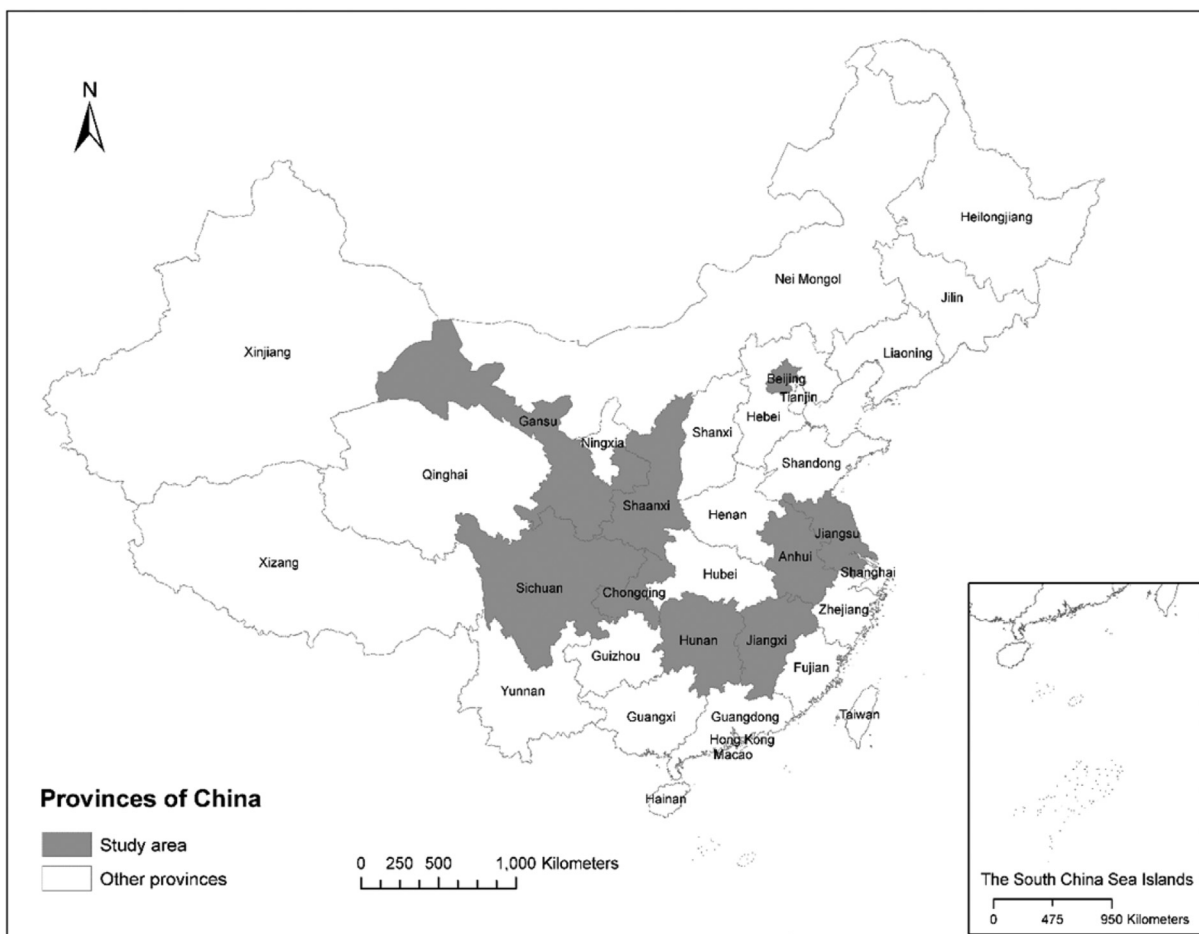 N
Heilongjiang
Nei Mongol
Jilin
Xinjiang
Liaoning
Beijing
Tianjin
Gansu
Hebei
Shanxi
Ningxia
Shandong
Qinghai
Shaanxi
Henan
Jiangsu
Anhui
Xizang
Shanghai
Hubei
Sichuan
Chongqing
Zhejiang
Hunan
Jiangxi
Guizhou
Fujian
Yunnan
Guangxi
Guangdong
Taiwan
Hong Kong
Macao
Hainan
Provinces of China
Study area
Other provinces
0 250 500 1,000 Kilometers
The South China Sea Islands
0 475 950 Kilometers